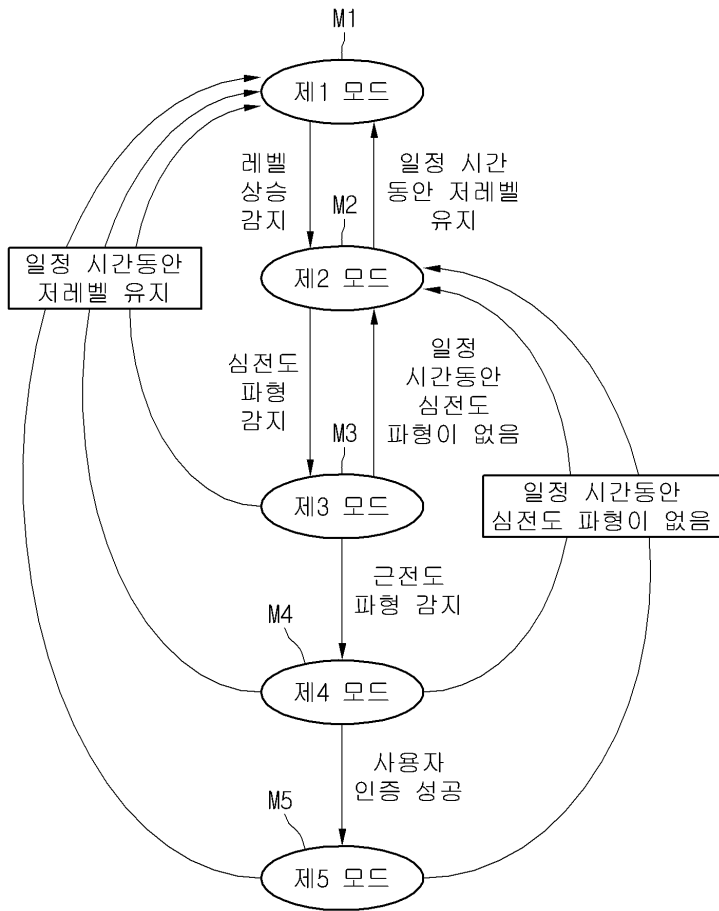 M1
제1 모드
레벨
상승
감지
일정 시간
동안 저레벨
유지
M2
제2 모드
일정 시간동안
저레벨 유지
심전도
파형
감지
일정
시간동안
심전도
파형이 없음
M3
제3 모드
일정 시간동안
심전도 파형이 없음
근전도
파형 감지
M4
제4 모드
사용자
인증 성공
M5
제5 모드